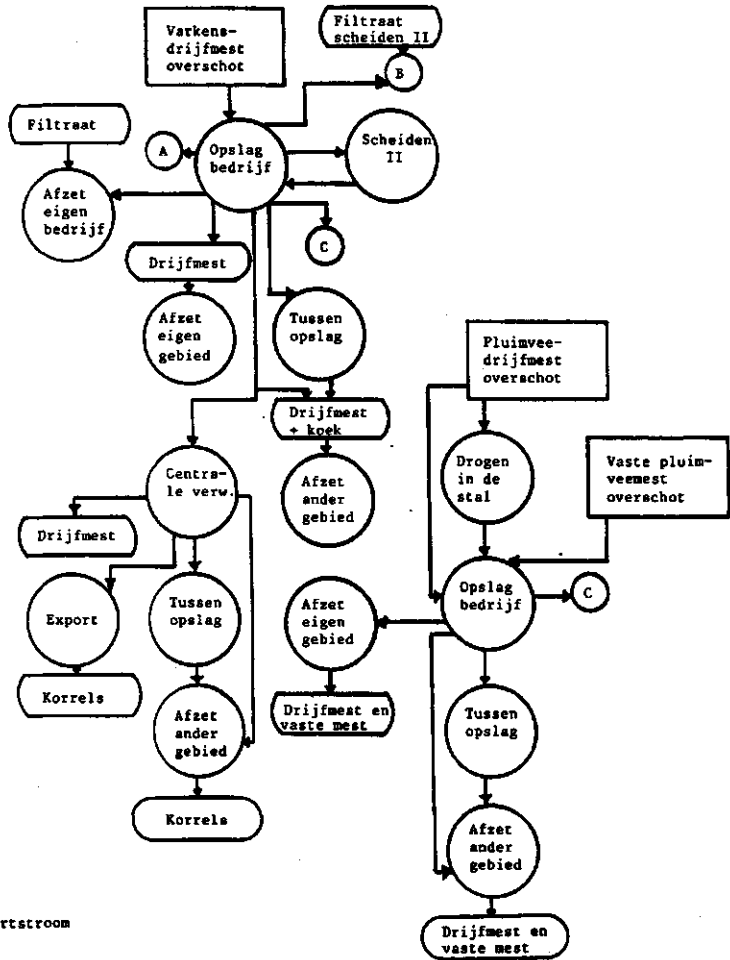 Varkens-
drijfmest
overschot
Filtraat
scheiden II
B
Filtraat
A
Opslag
bedrijf
Scheiden
II
Afzet
eigen
bedrijf
C
Drijfmest
Afzet
eigen
gebied
Tussen
opslag
Pluimvee-
drijfmest
overschot
Drijfmest
+ koek
Centra-
le verw.
Afzet
ander
gebied
Drogen
in de
stal
Vaste pluim-
veemest
overschot
Drijfmest
Export
Tussen
opslag
Afzet
eigen
gebied
Opslag
bedrijf
C
Korrels
Afzet
ander
gebied
Drijfmest en
vaste mest
Tussen
opslag
Korrels
Afzet
ander
gebied
rtstroom
Drijfmest en
vaste mest